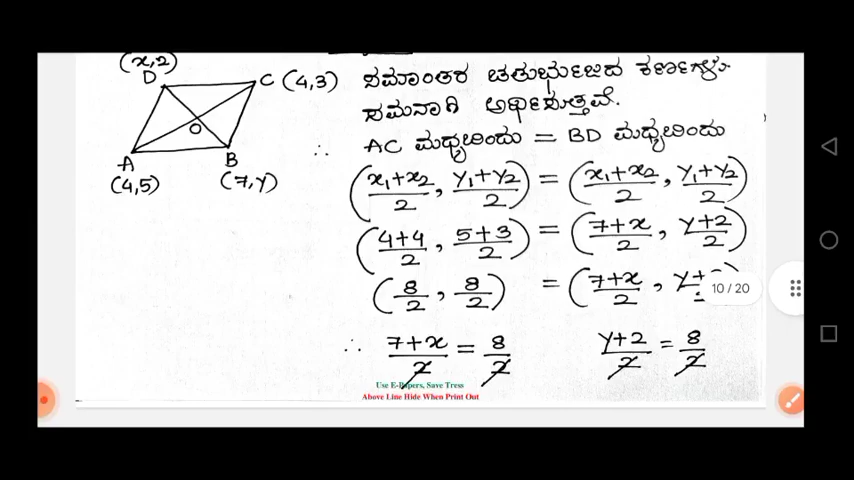 (x,2)
D
C (4,3)
O
A
B
(4,5)
(7,y)
ಸಮಾಂತರ ಚತುರ್ಭುಜದ ಕರ್ಣಗಳು
ಸಮನಾಗಿ ಅರ್ಧಿಸುತ್ತವೆ.
∴ AC ಮಧ್ಯಬಿಂದು = BD ಮಧ್ಯಬಿಂದು
(x₁+x₂/2, y₁+y₂/2) = (x₁+x₂/2, y₁+y₂/2)
(4+4/2, 5+3/2) = (7+x/2, y+2/2)
(8/2, 8/2) = (7+x/2, y+
10/20
∴ 7+x/2 = 8/2 y+2/2 = 8/2
Use E-Papers, Save Tress
Above Line Hide When Print Out